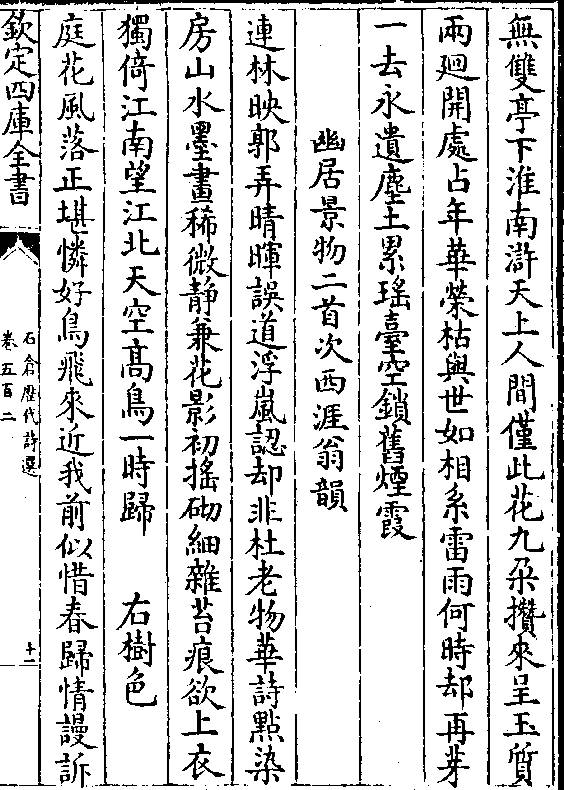 無雙亭下淮南滸天上人間僅此花九朶攢來呈玉質
兩廻開處占年華榮枯與世如相系雷雨何時却再芽
一去永遺塵土累瑤臺空鎖舊煙霞
幽居景物二首次西涯翁韻
連林映郭弄晴暉誤道浮嵐認却非杜老物華詩點染
房山水墨畫稀微靜兼花影初搖砌細雜苔痕欲上衣
獨倚江南望江北天空髙鳥一時歸 右樹色
庭花風落正堪憐好鳥飛來近我前似惜春歸情謾訴
欽定四庫全書
石倉歷代詩選
卷五百二
十二